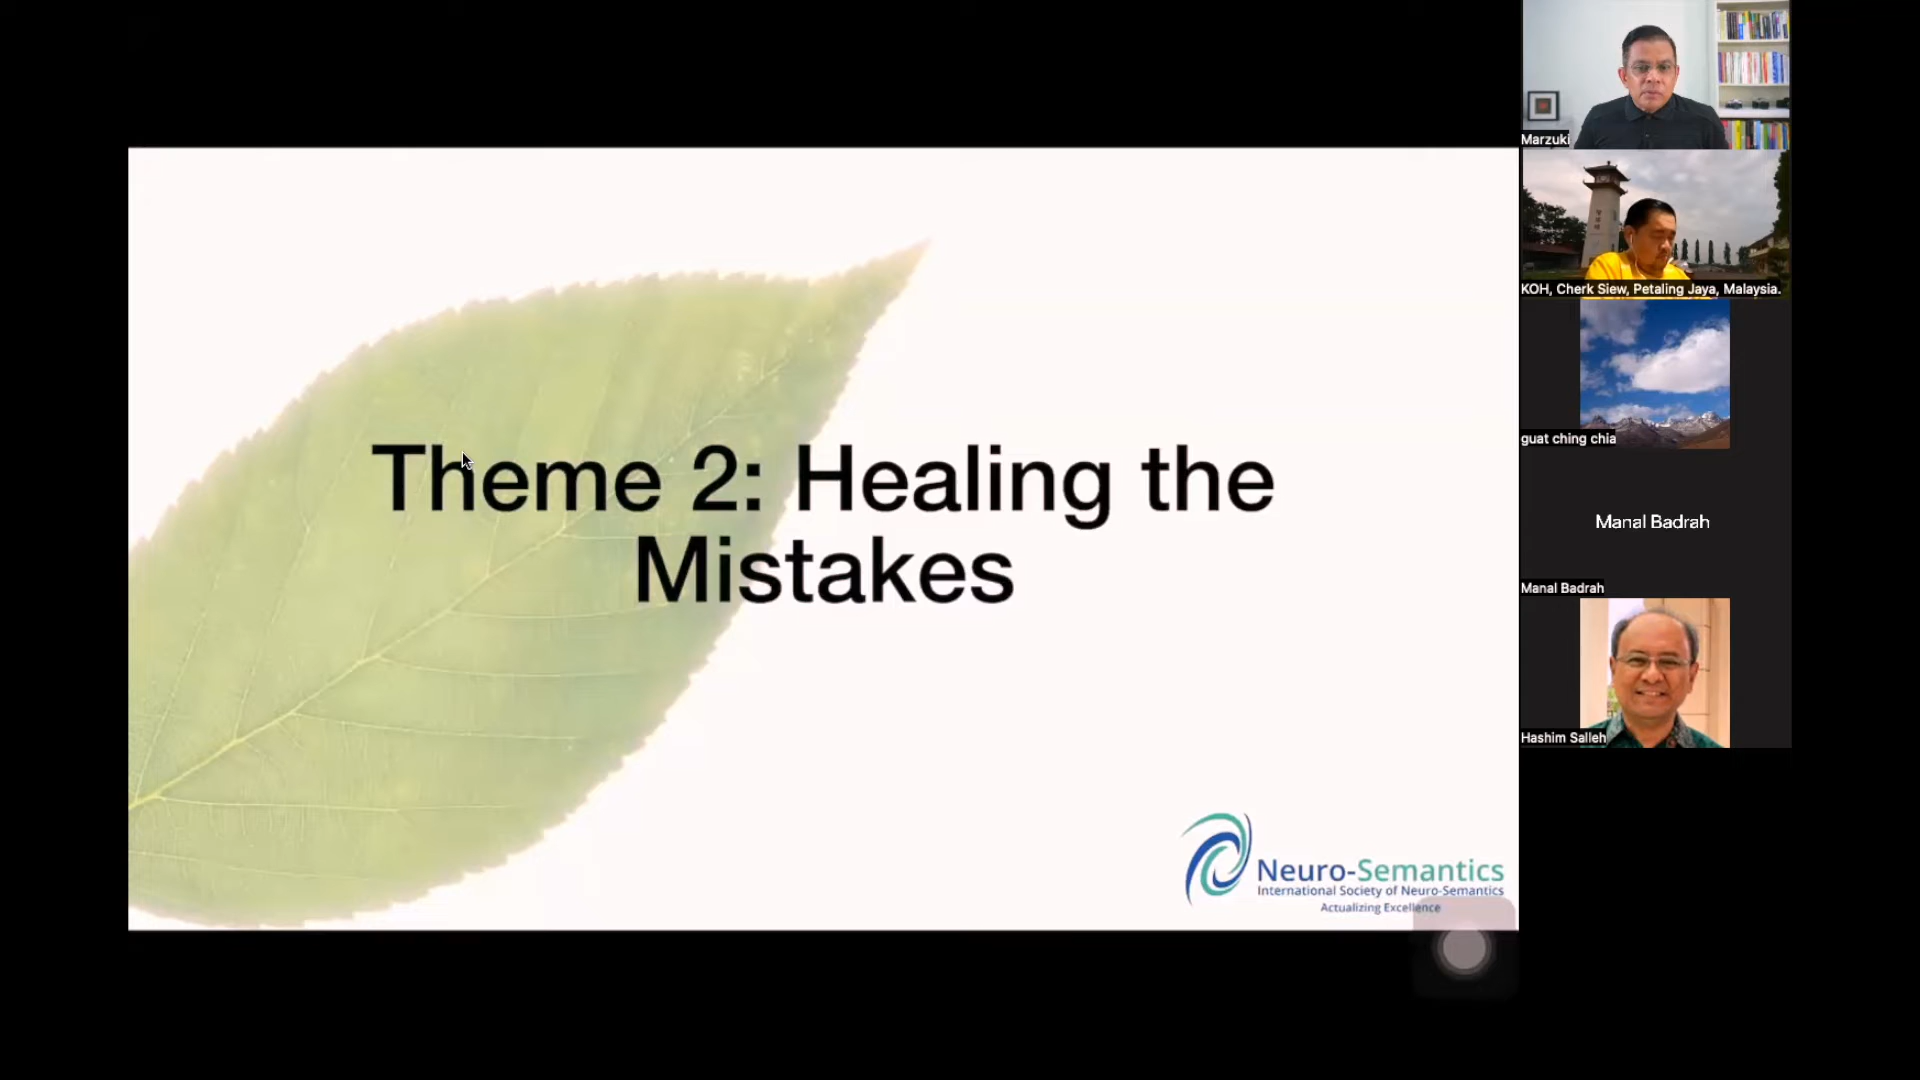 Theme 2: Healing the
Mistakes
Neuro-Semantics
International Society of Neuro-Semantics
Actualizing Excellence
Marzuki
KOH, Cherk Siew, Petaling Jaya, Malaysia.
guat ching chia
Manal Badrah
Manal Badrah
Hashim Salleh